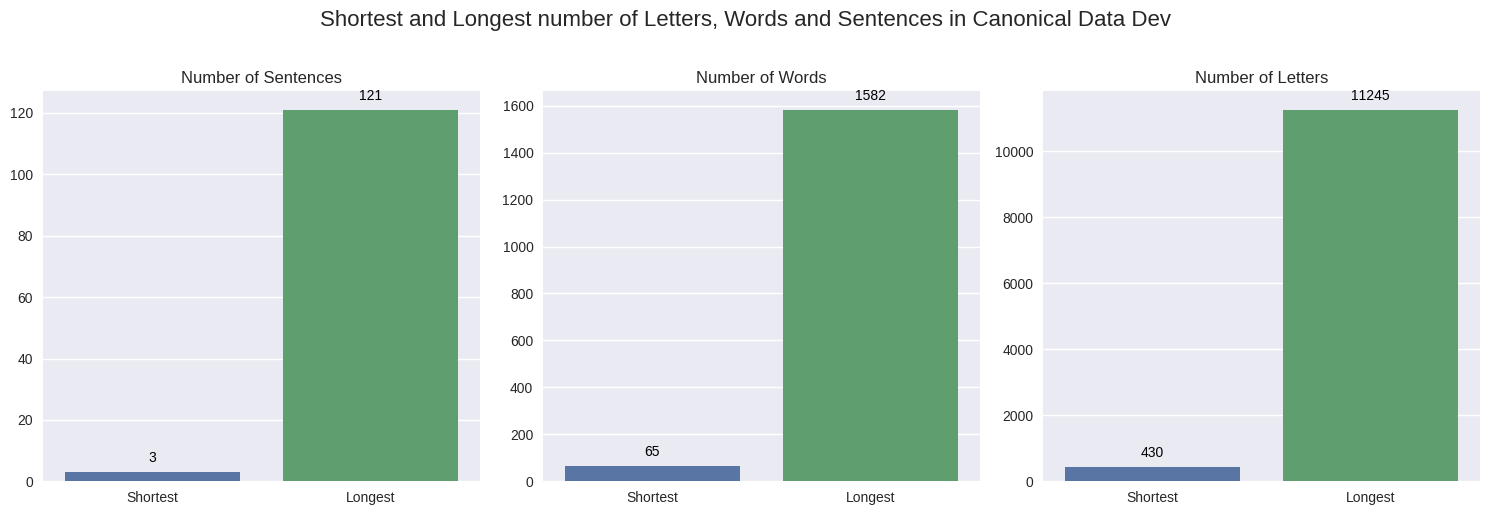 Shortest and Longest number of Letters, Words and Sentences in Canonical Data Dev
Number of Sentences
121
120
100
80
60
40
20
3
0
Shortest
Longest
Number of Words
1582
1600
1400
1200
1000
800
600
400
200
65
0
Shortest
Longest
Number of Letters
11245
10000
8000
6000
4000
2000
430
0
Shortest
Longest